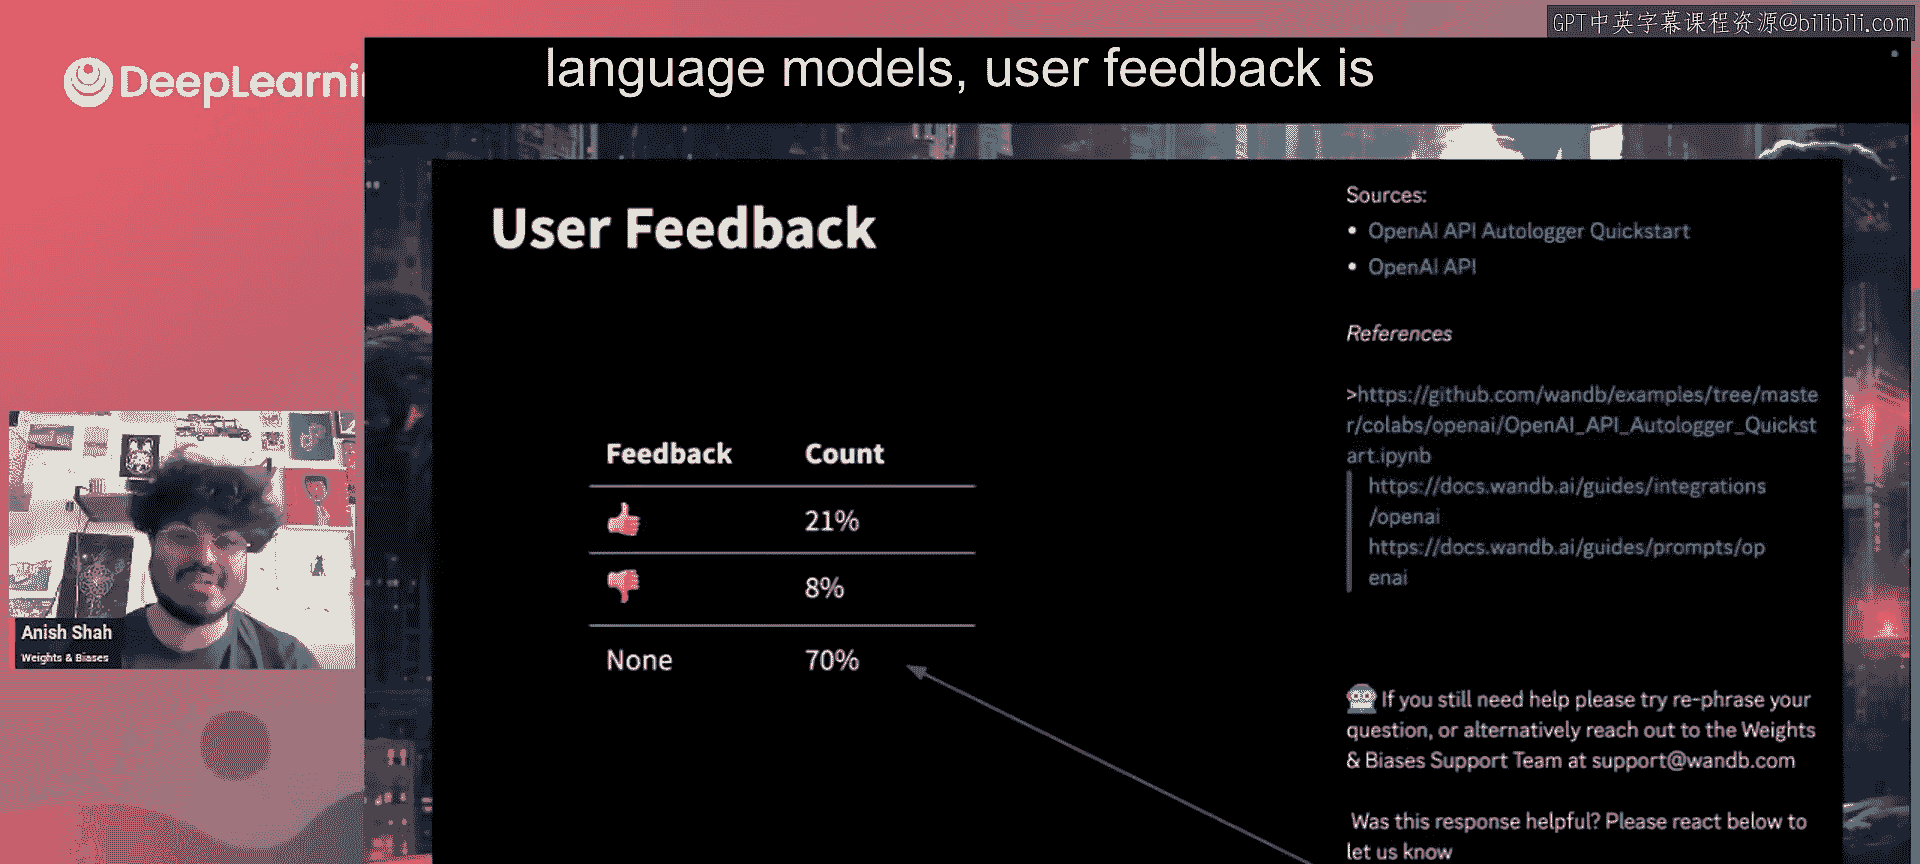 GPT中英字幕课程资源@bilibili.com
DeepLearni
language models, user feedback is
User Feedback
Feedback Count
21%
8%
None 70%
Sources:
• OpenAI API Autologger Quickstart
• OpenAI API
References
>https://github.com/wandb/examples/tree/maste
r/colabs/openai/OpenAI_API_Autologger_Quickst
art.ipynb
https://docs.wandb.ai/guides/integrations
/openai
https://docs.wandb.ai/guides/prompts/op
enai
If you still need help please try re-phrase your
question, or alternatively reach out to the Weights
& Biases Support Team at support@wandb.com
Was this response helpful? Please react below to
let us know
Anish Shah
Weights & Biases